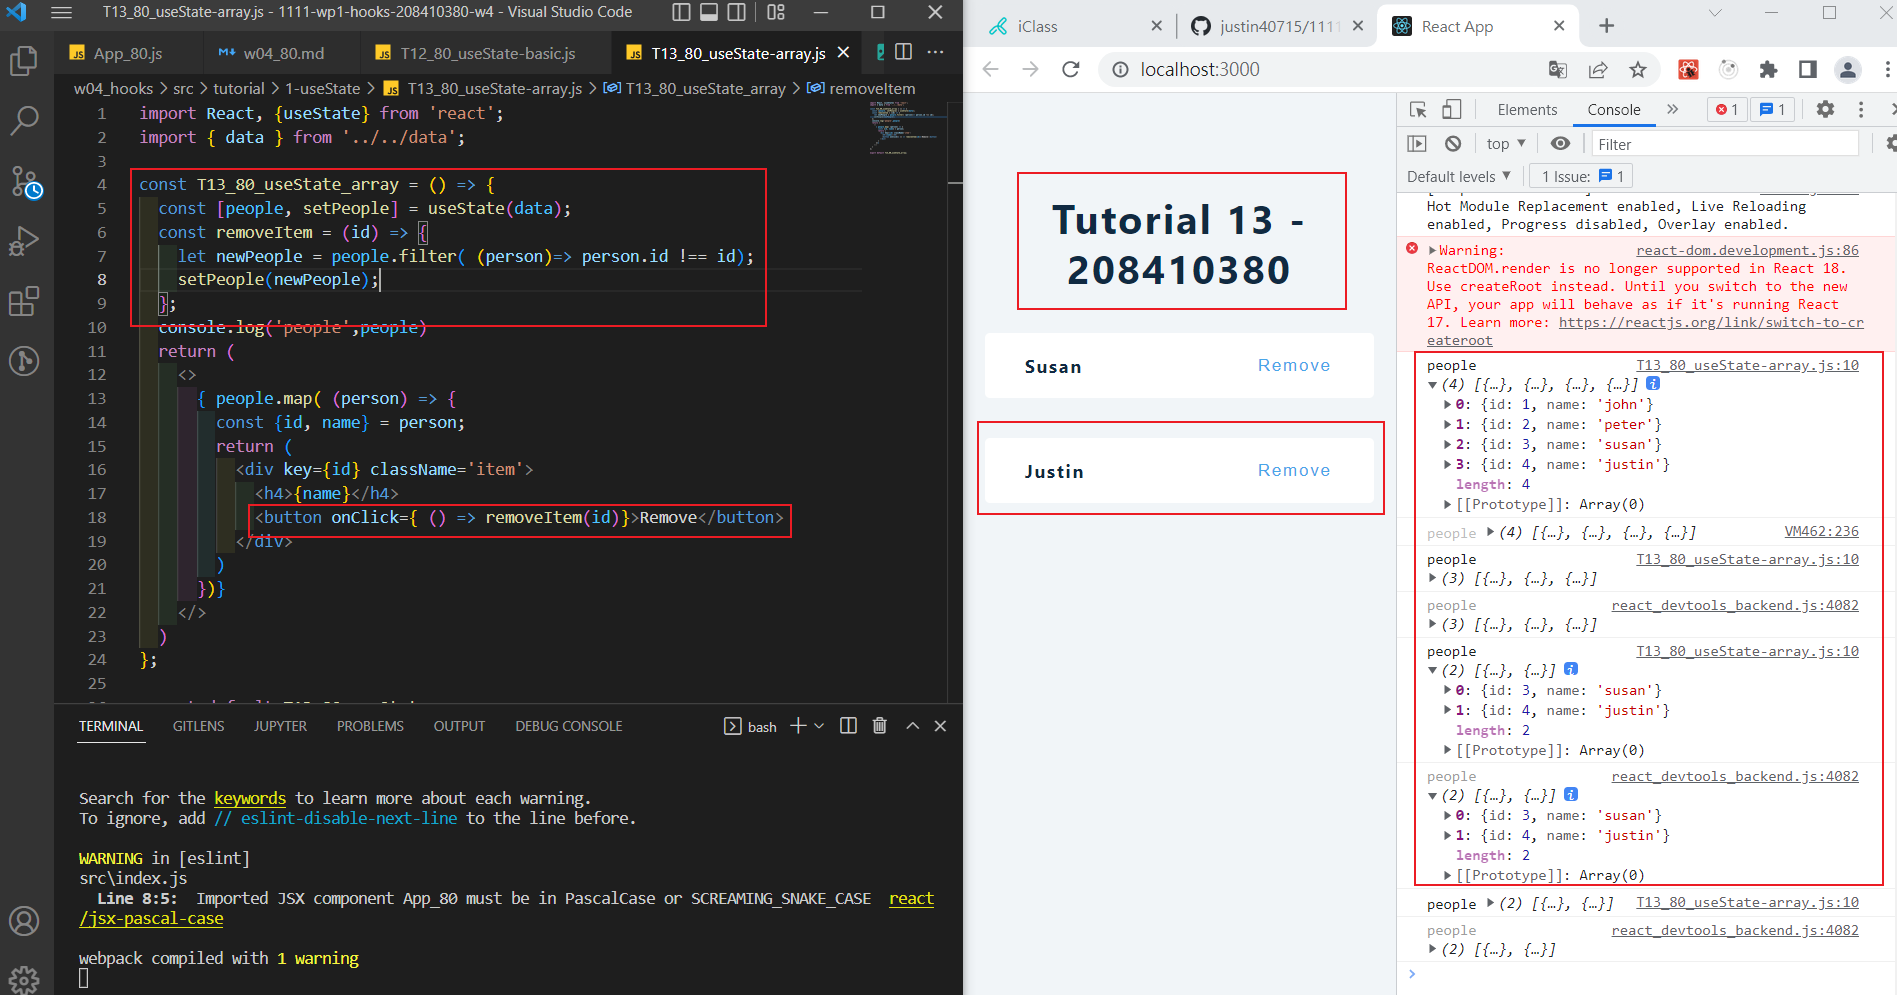 T13_80_useState-array.js - 1111-wp1-hooks-208410380-w4 - Visual Studio Code
App_80.js
w04_80.md
T12_80_useState-basic.js
T13_80_useState-array.js
w04_hooks > src > tutorial > 1-useState > T13_80_useState-array.js > T13_80_useState_array > removeItem
1 import React, {useState} from 'react';
2 import { data } from '../../data';
3
4 const T13_80_useState_array = () => {
5 const [people, setPeople] = useState(data);
6 const removeItem = (id) => {
7 let newPeople = people.filter( (person)=> person.id !== id);
8 setPeople(newPeople);
9 };
10 console.log('people',people)
11 return (
12 <>
13 { people.map( (person) => {
14 const {id, name} = person;
15 return (
16 <div key={id} className='item'>
17 <h4>{name}</h4>
18 <button onClick={ () => removeItem(id)}>Remove</button>
19 </div>
20 )
21 })}
22 </>
23 )
24 };
25
TERMINAL GITLENS JUPYTER PROBLEMS OUTPUT DEBUG CONSOLE bash
Search for the keywords to learn more about each warning.
To ignore, add // eslint-disable-next-line to the line before.
WARNING in [eslint]
src\index.js
Line 8:5: Imported JSX component App_80 must be in PascalCase or SCREAMING_SNAKE_CASE react
/jsx-pascal-case
webpack compiled with 1 warning
iClass
justin40715/1111
React App
localhost:3000
Tutorial 13 -
208410380
Susan Remove
Justin Remove
Elements Console » 1 1
top Filter
Default levels 1 Issue: 1
Hot Module Replacement enabled, Live Reloading
enabled, Progress disabled, Overlay enabled.
Warning: react-dom.development.js:86
ReactDOM.render is no longer supported in React 18.
Use createRoot instead. Until you switch to the new
API, your app will behave as if it's running React
17. Learn more: https://reactjs.org/link/switch-to-cr
eateroot
people T13_80_useState-array.js:10
(4) [{…}, {…}, {…}, {…}]
0: {id: 1, name: 'john'}
1: {id: 2, name: 'peter'}
2: {id: 3, name: 'susan'}
3: {id: 4, name: 'justin'}
length: 4
[[Prototype]]: Array(0)
people (4) [{…}, {…}, {…}, {…}] VM462:236
people T13_80_useState-array.js:10
(3) [{…}, {…}, {…}]
people react_devtools_backend.js:4082
(3) [{…}, {…}, {…}]
people T13_80_useState-array.js:10
(2) [{…}, {…}]
0: {id: 3, name: 'susan'}
1: {id: 4, name: 'justin'}
length: 2
[[Prototype]]: Array(0)
people react_devtools_backend.js:4082
(2) [{…}, {…}]
0: {id: 3, name: 'susan'}
1: {id: 4, name: 'justin'}
length: 2
[[Prototype]]: Array(0)
people (2) [{…}, {…}] T13_80_useState-array.js:10
people react_devtools_backend.js:4082
(2) [{…}, {…}]